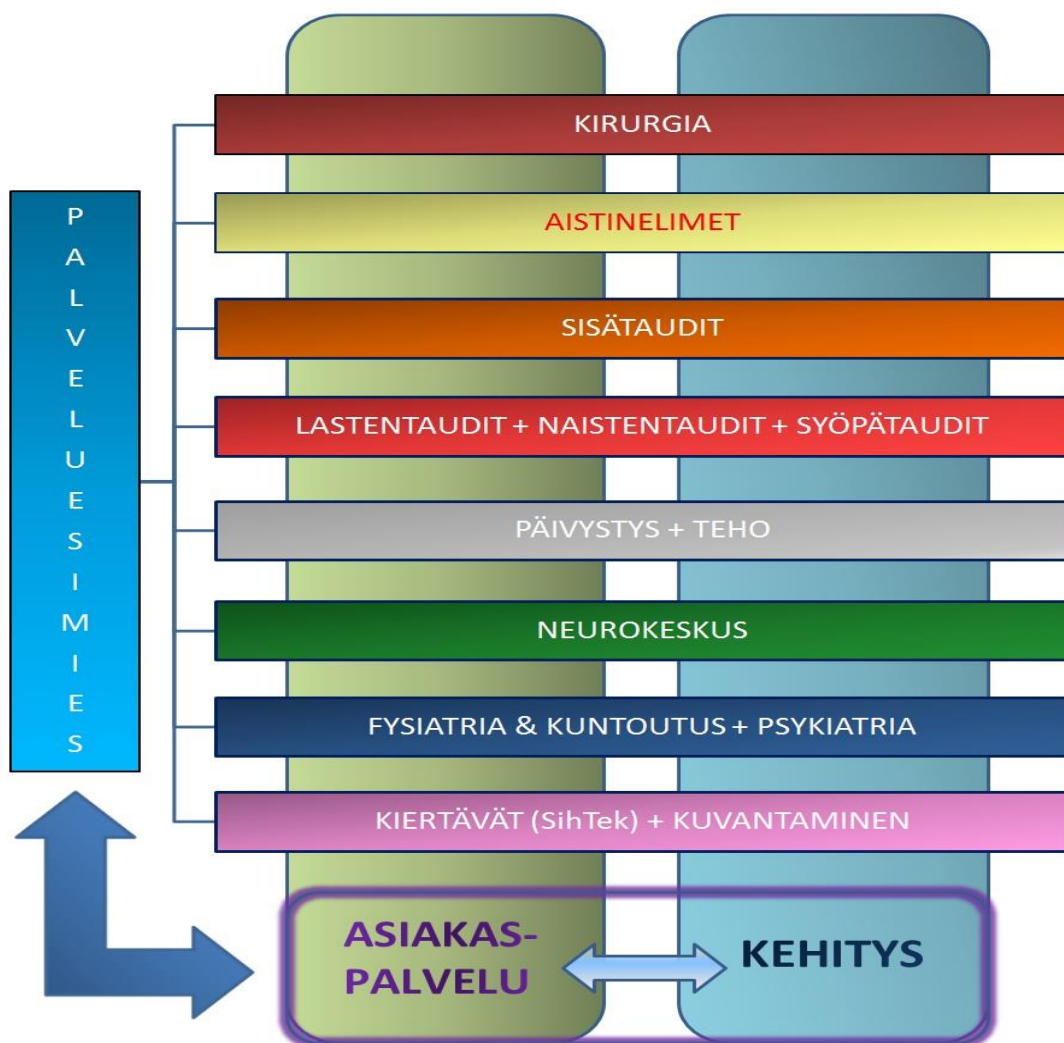 PALVELUESIMIES
KIRURGIA
AISTINELIMET
SISÄTAUDIT
LASTENTAUDIT + NAISTENTAUDIT + SYÖPÄTAUDIT
PÄIVYSTYS + TEHO
NEUROKESKUS
FYSIATRIA & KUNTOUTUS + PSYKIATRIA
KIERTÄVÄT (SihTek) + KUVANTAMINEN
ASIAKAS-
PALVELU
KEHITYS